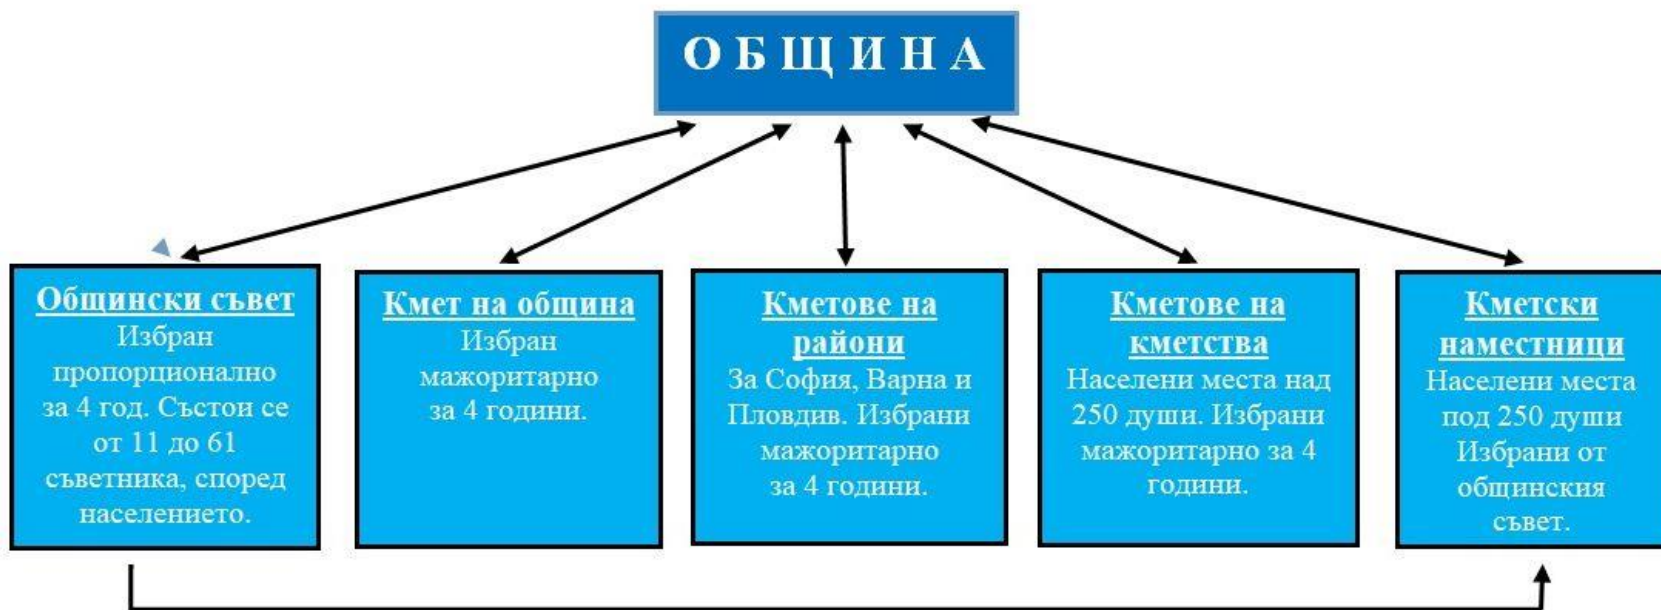 О Б Щ И Н А
Общински съвет
Избран
пропорционално
за 4 год. Състои се
от 11 до 61
съветника, според
населението.
Кмет на община
Избран
мажоритарно
за 4 години.
Кметове на
райони
За София, Варна и
Пловдив. Избрани
мажоритарно
за 4 години.
Кметове на
кметства
Населени места над
250 души. Избрани
мажоритарно за 4
години.
Кметски
наместници
Населени места
под 250 души
Избрани от
общинския
съвет.